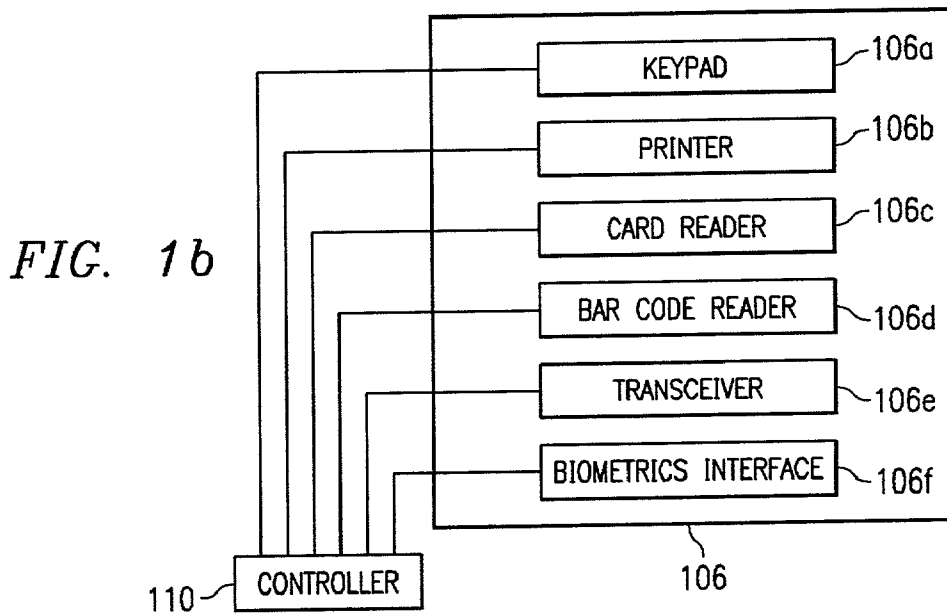 KEYPAD
106a
PRINTER
106b
CARD READER
106c
FIG. 1b
BAR CODE READER
106d
TRANSCEIVER
106e
BIOMETRICS INTERFACE
106f
106
110
CONTROLLER